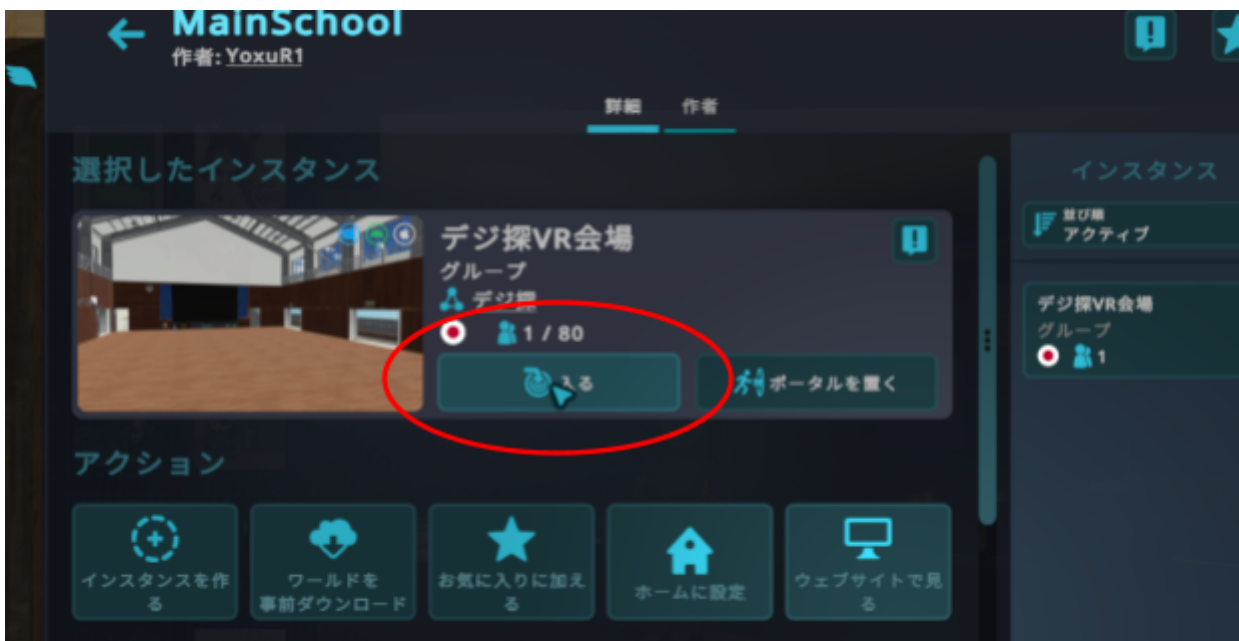 MainSchool
作者: YoxuR1
詳細
作者
選択したインスタンス
デジ探VR会場
グループ
デジ探
1 / 80
入る
ポータルを置く
アクション
インスタンスを作
る
ワールドを
事前ダウンロード
お気に入りに加え
る
ホームに設定
ウェブサイトで見
る
インスタンス
並び順
アクティブ
デジ探VR会場
グループ
1